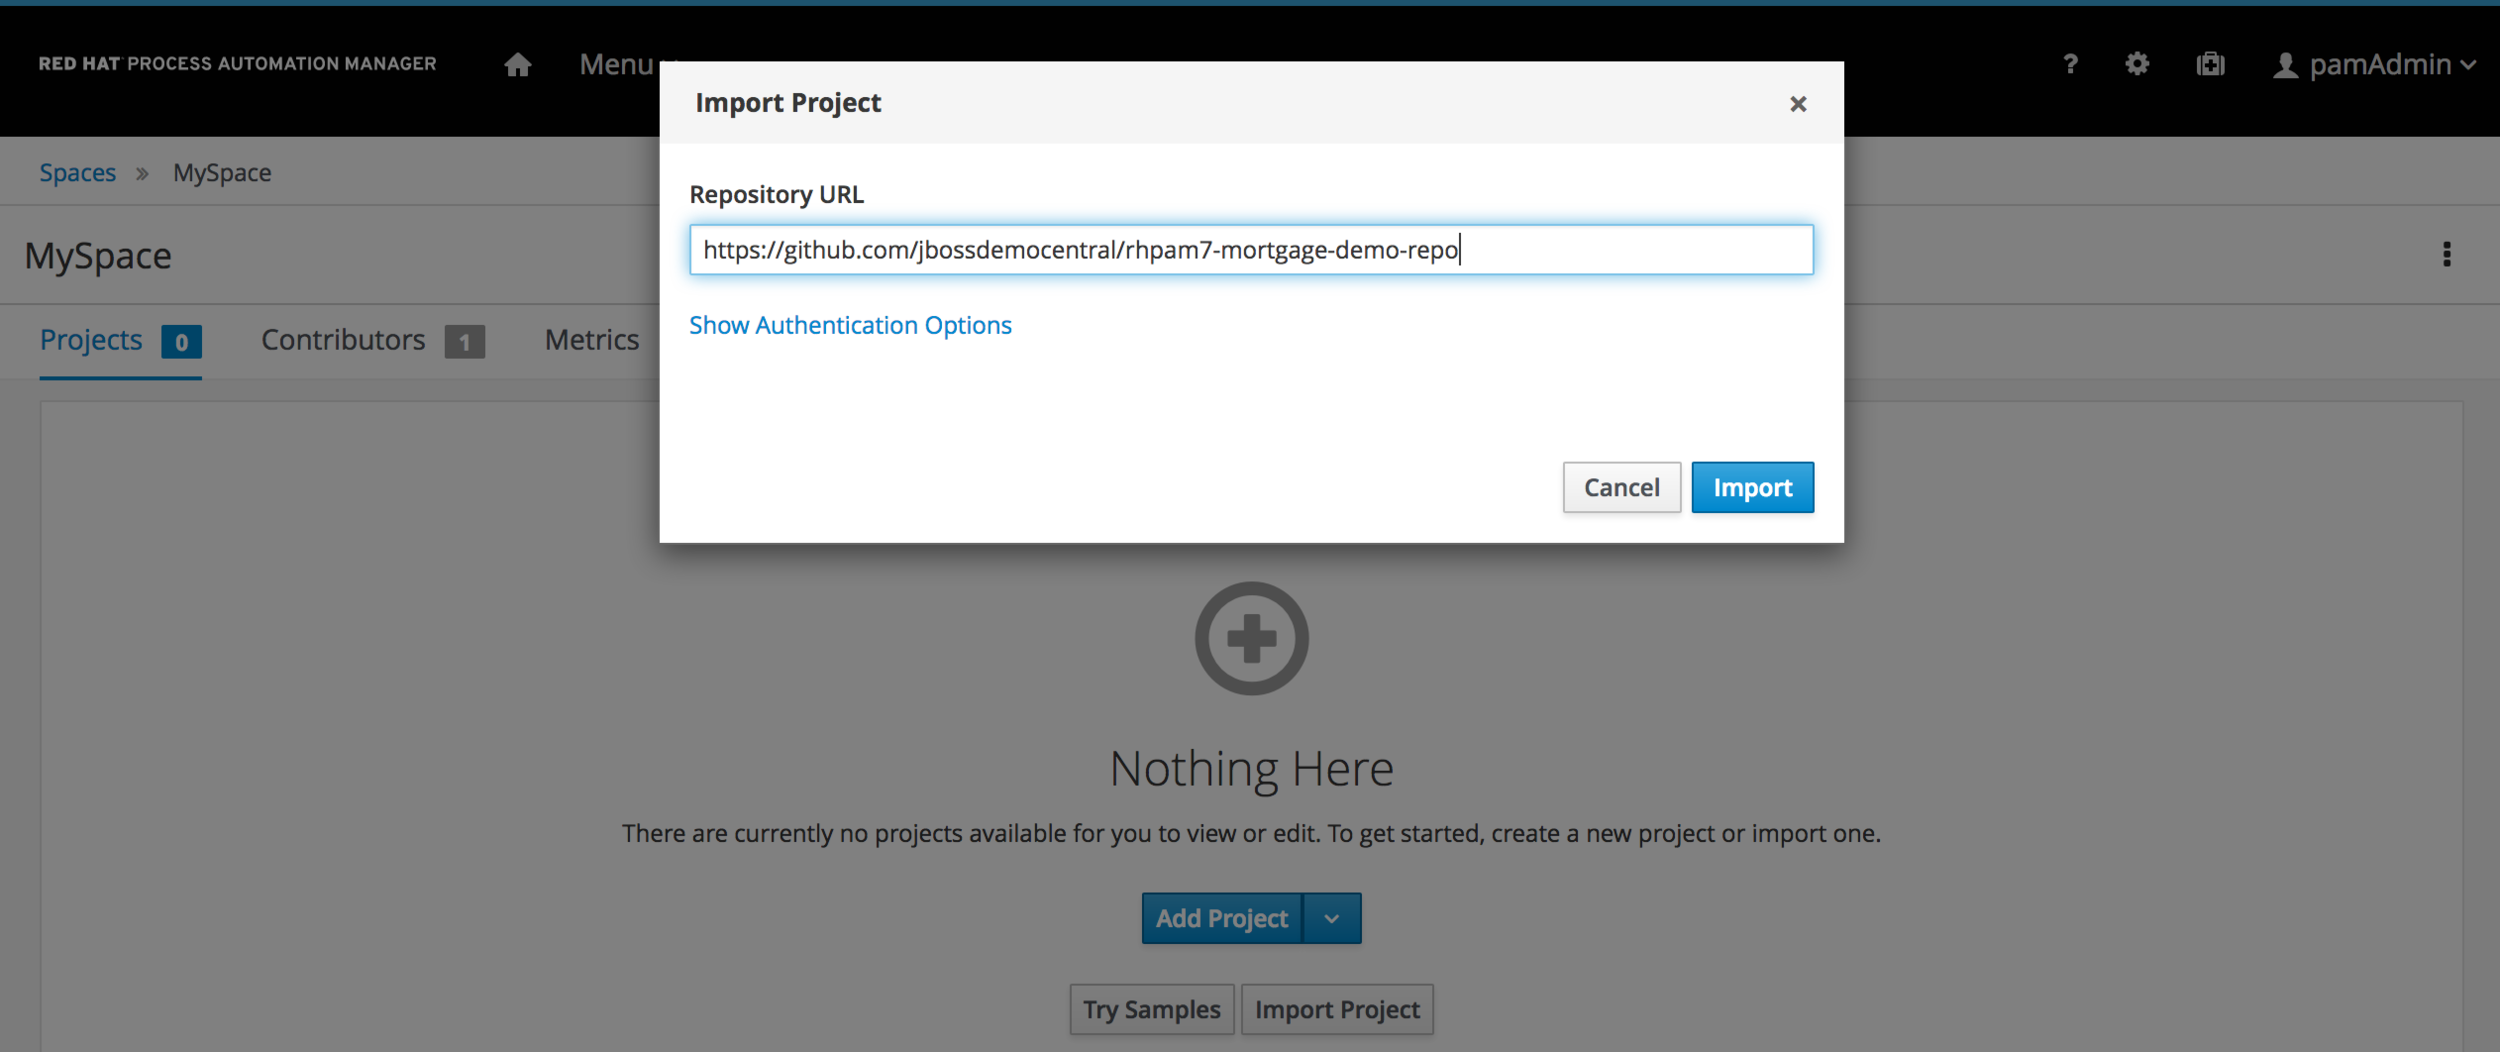 RED HAT PROCESS AUTOMATION MANAGER Menu ? pamAdmin
Import Project
Spaces » MySpace
Repository URL
MySpace
https://github.com/jbossdemocentral/rhpam7-mortgage-demo-repo
Show Authentication Options
Projects 0 Contributors 1 Metrics
Cancel Import
Nothing Here
There are currently no projects available for you to view or edit. To get started, create a new project or import one.
Add Project
Try Samples Import Project